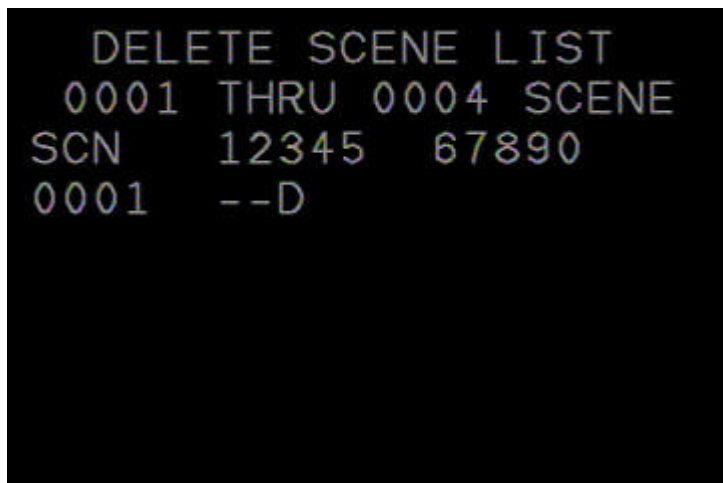 DELETE SCENE LIST
0001 THRU 0004 SCENE
SCN 12345 67890
0001 --D